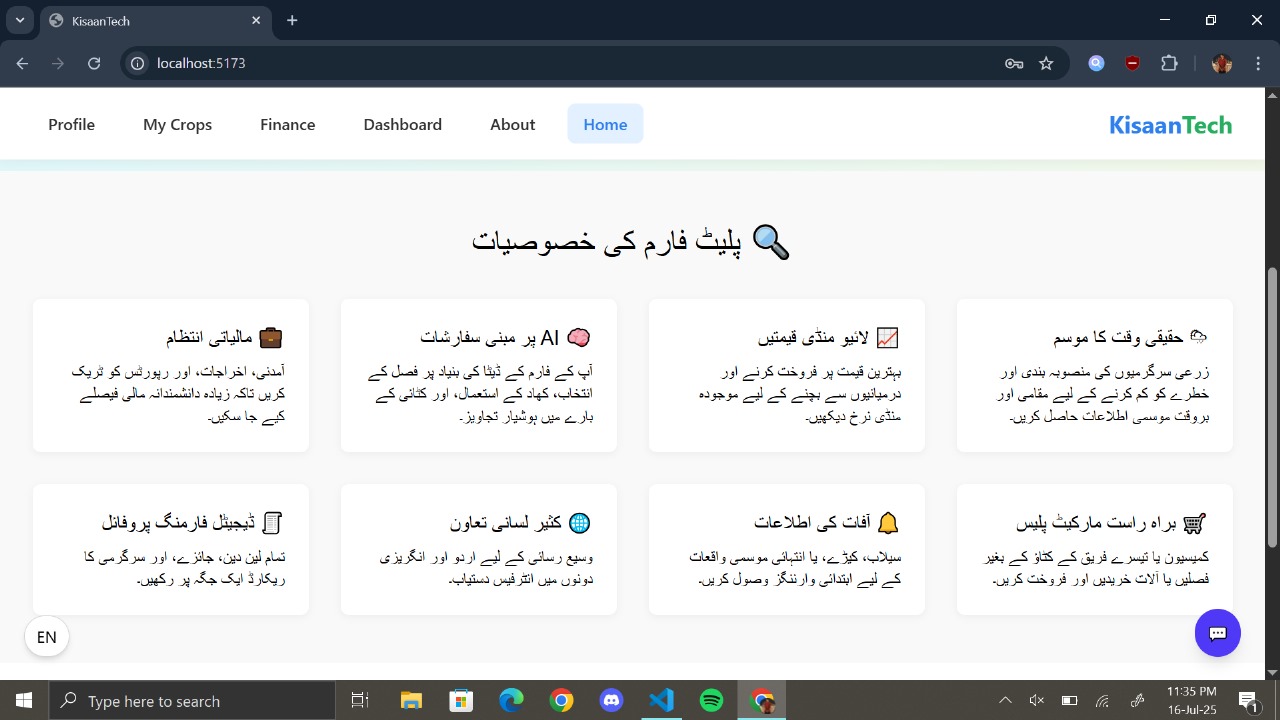 KisaanTech
localhost:5173
Profile
My Crops
Finance
Dashboard
About
Home
KisaanTech
🔍 پلیٹ فارم کی خصوصیات
🌦 حقیقی وقت کا موسم
زرعی سرگرمیوں کی منصوبہ بندی اور
خطرے کو کم کرنے کے لیے مقامی اور
بروقت موسمی اطلاعات حاصل کریں۔
📈 لائیو منڈی قیمتیں
بہترین قیمت پر فروخت کرنے اور
درمیانیوں سے بچنے کے لیے موجودہ
منڈی نرخ دیکھیں۔
🧠 AI پر مبنی سفارشات
آپ کے فارم کے ڈیٹا کی بنیاد پر فصل کے
انتخاب، کھاد کے استعمال، اور کٹائی کے
بارے میں ہوشیار تجاویز۔
💼 مالیاتی انتظام
آمدنی، اخراجات، اور رپورٹس کو ٹریک
کریں تاکہ زیادہ دانشمندانہ مالی فیصلے
کیے جا سکیں۔
🛒 براہ راست مارکیٹ پلیس
کمیسیون یا تیسرے فریق کے کٹاؤ کے بغیر
فصلیں یا آلات خریدیں اور فروخت کریں۔
🔔 آفات کی اطلاعات
سیلاب، کیڑے، یا انتہائی موسمی واقعات
کے لیے ابتدائی وارننگز وصول کریں۔
🌐 کثیر لسانی تعاون
وسیع رسائی کے لیے اردو اور انگریزی
دونوں میں انٹرفیس دستیاب۔
🧾 ڈیجیٹل فارمنگ پروفائل
تمام لین دین، جائزے، اور سرگرمی کا
ریکارڈ ایک جگہ پر رکھیں۔
EN
Type here to search
11:35 PM
16-Jul-25
1